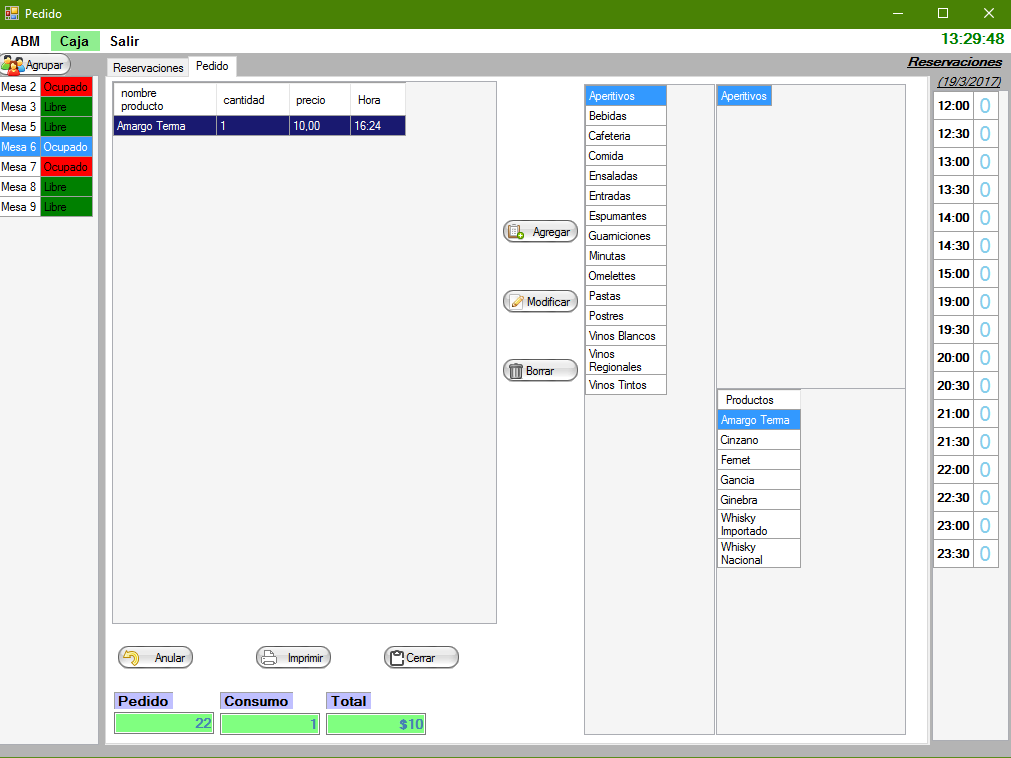 Pedido
ABM Caja Salir
13:29:48
Agrupar
Mesa 2 Ocupado
Mesa 3 Libre
Mesa 5 Libre
Mesa 6 Ocupado
Mesa 7 Ocupado
Mesa 8 Libre
Mesa 9 Libre
Reservaciones Pedido
nombre
producto
cantidad precio Hora
Amargo Terma 1 10,00 16:24
Agregar
Modificar
Borrar
Aperitivos
Bebidas
Cafeteria
Comida
Ensaladas
Entradas
Espumantes
Guarniciones
Minutas
Omelettes
Pastas
Postres
Vinos Blancos
Vinos
Regionales
Vinos Tintos
Aperitivos
Productos
Amargo Terma
Cinzano
Fernet
Gancia
Ginebra
Whisky
Importado
Whisky
Nacional
Anular Imprimir Cerrar
Pedido Consumo Total
22 1 $10
Reservaciones
(19/3/2017)
12:00 0
12:30 0
13:00 0
13:30 0
14:00 0
14:30 0
15:00 0
19:00 0
19:30 0
20:00 0
20:30 0
21:00 0
21:30 0
22:00 0
22:30 0
23:00 0
23:30 0